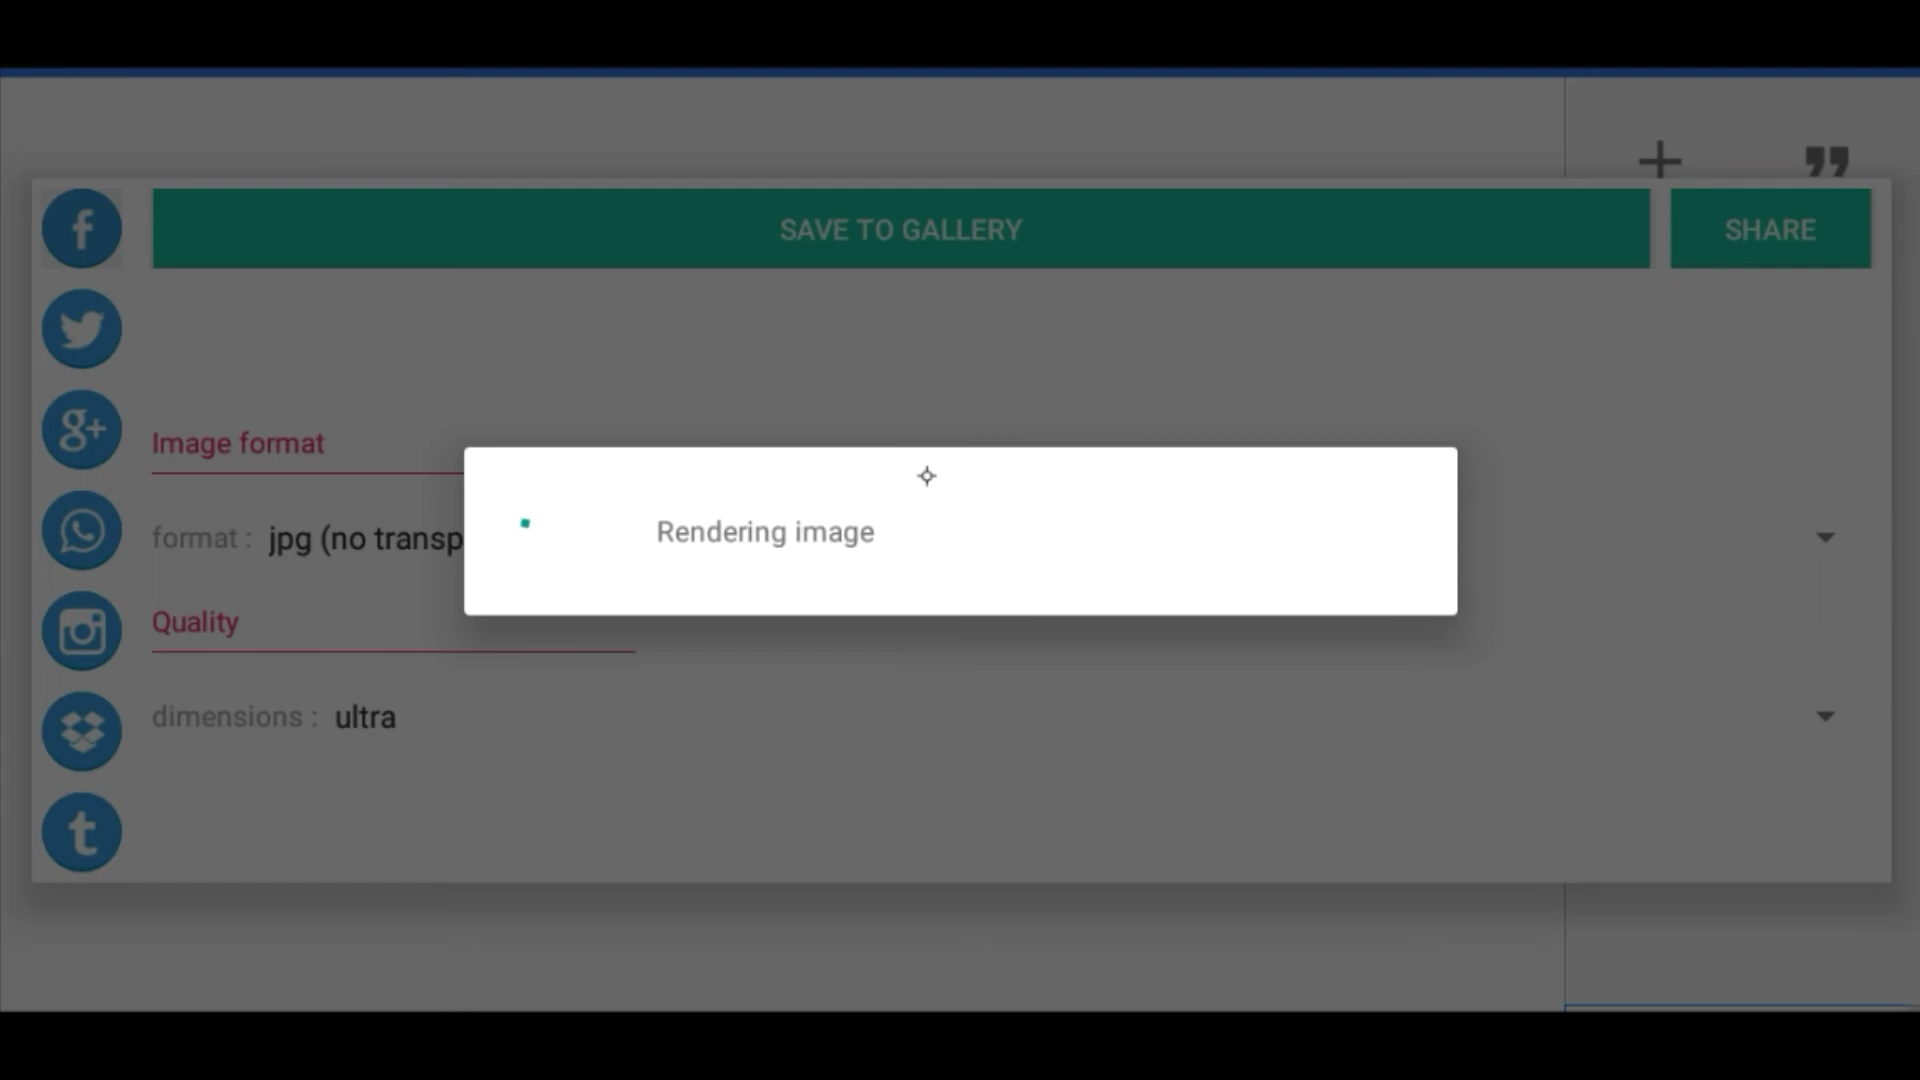 SAVE TO GALLERY
SHARE
Image format
format : jpg (no transp
Rendering image
Quality
dimensions : ultra